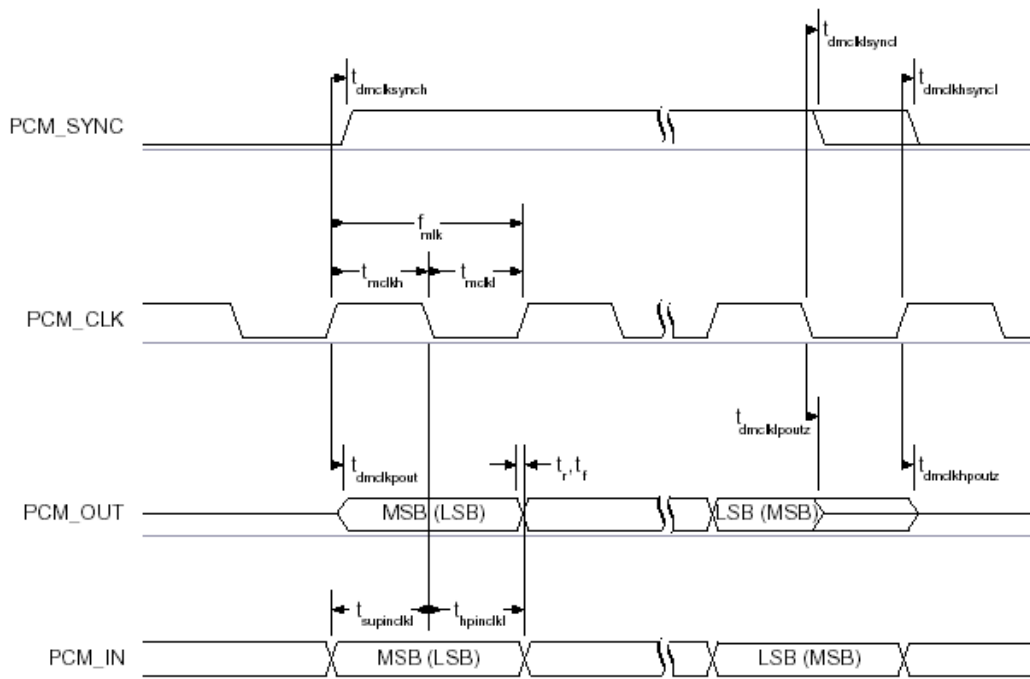 t_dmclklsyncl
t_dmclksynch
t_dmclkhsyncl
PCM_SYNC
f_mlk
t_mclkh
t_mclkl
PCM_CLK
t_dmclklpoutz
t_dmclkpout
t_r, t_f
t_dmclkhpoutz
PCM_OUT
MSB (LSB)
LSB (MSB)
t_supinclkl
t_hpinclkl
PCM_IN
MSB (LSB)
LSB (MSB)